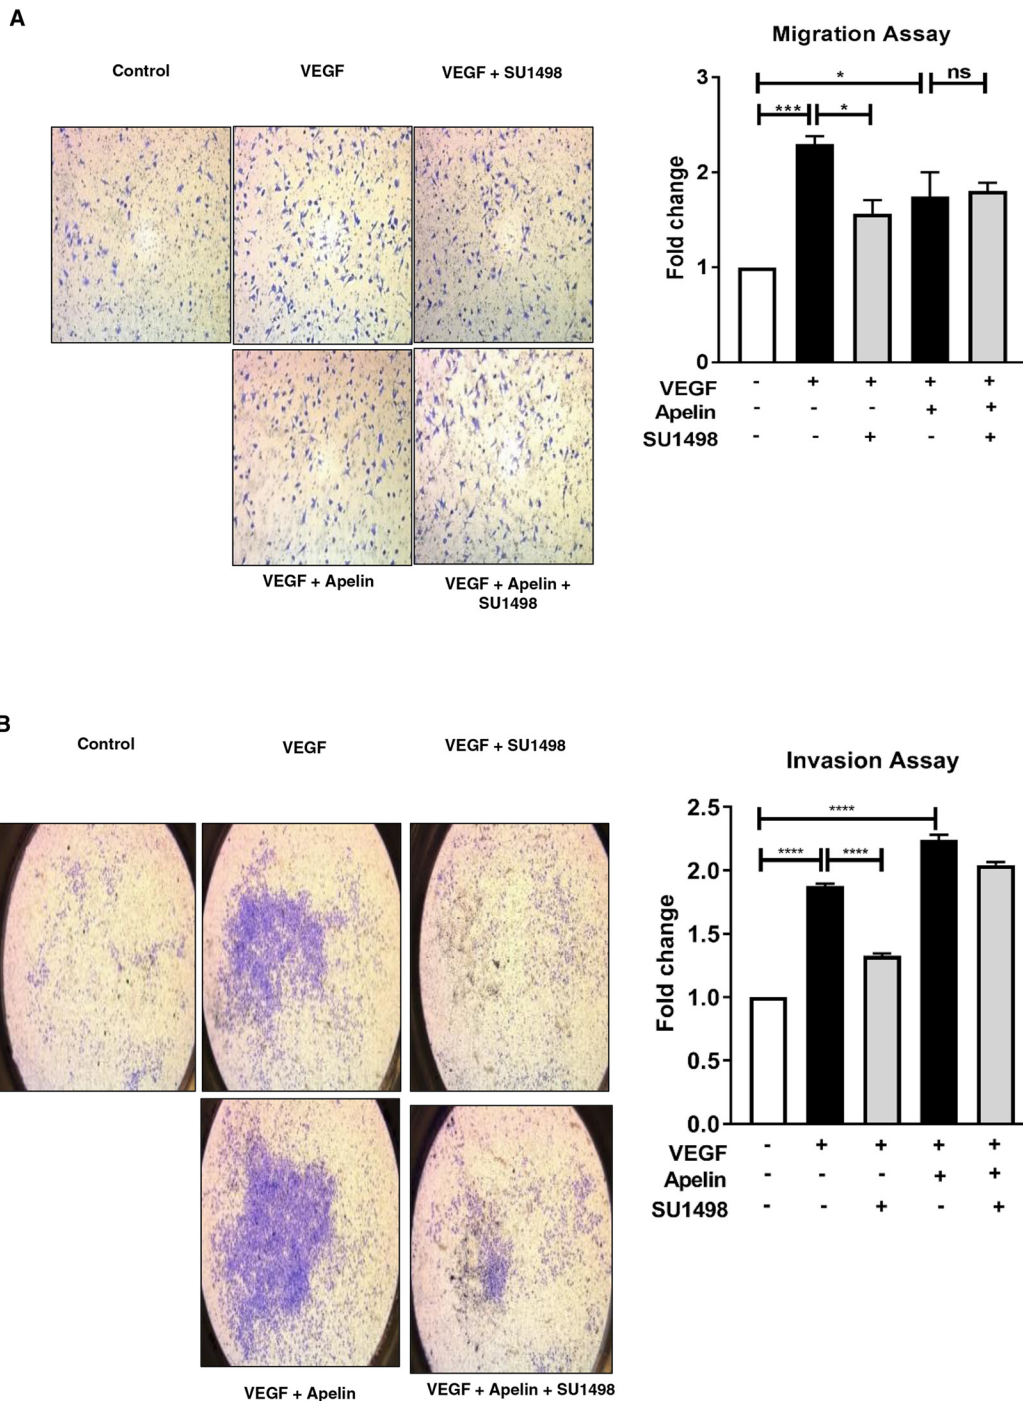 A
Migration Assay
Control VEGF VEGF + SU1498
3
* ns
*** *
2
Fold change
1
0
VEGF - + + + +
Apelin - - - + +
SU1498 - - + - +
VEGF + Apelin
VEGF + Apelin +
SU1498
B
Control VEGF VEGF + SU1498
Invasion Assay
2.5
****
**** ****
2.0
1.5
Fold change
1.0
0.5
0.0
VEGF - + + + +
Apelin - - - + +
SU1498 - - + - +
VEGF + Apelin VEGF + Apelin + SU1498